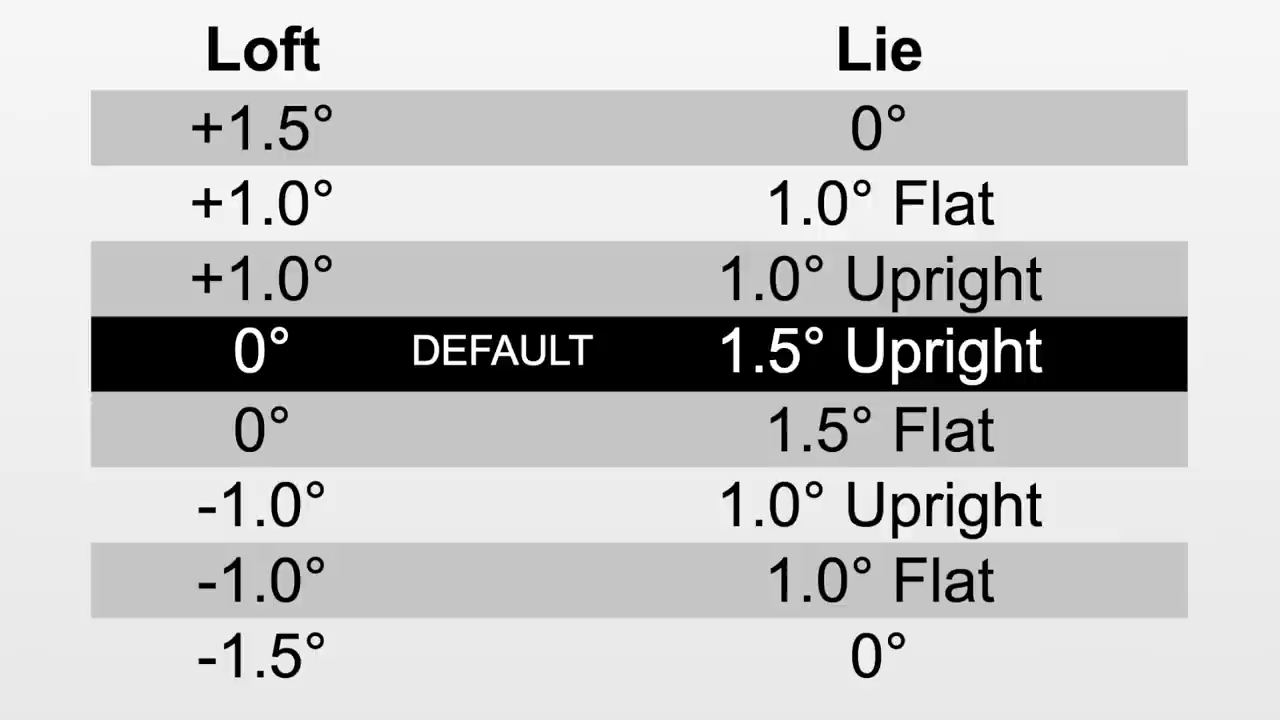 Loft Lie
+1.5° 0°
+1.0° 1.0° Flat
+1.0° 1.0° Upright
0° DEFAULT 1.5° Upright
0° 1.5° Flat
-1.0° 1.0° Upright
-1.0° 1.0° Flat
-1.5° 0°